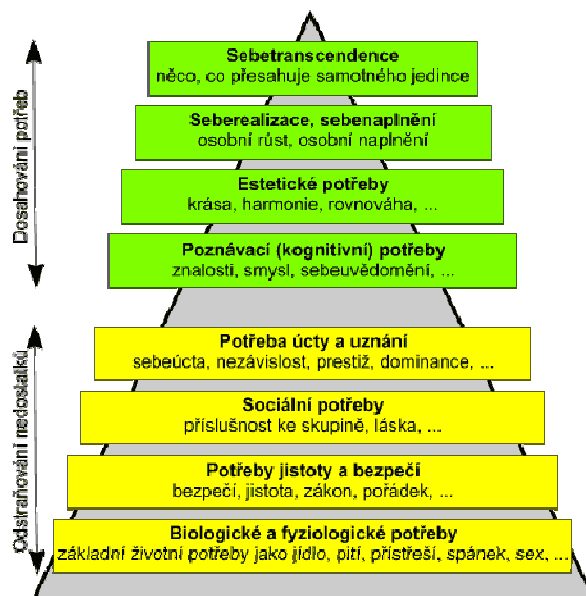 Dosahování potřeb
Sebetranscendence
něco, co přesahuje samotného jedince
Seberealizace, sebenaplnění
osobní růst, osobní naplnění
Estetické potřeby
krása, harmonie, rovnováha, ...
Poznávací (kognitivní) potřeby
znalosti, smysl, sebeuvědomění, ...
Odstraňování nedostatků
Potřeba úcty a uznání
sebeúcta, nezávislost, prestiž, dominance, ...
Sociální potřeby
příslušnost ke skupině, láska, ...
Potřeby jistoty a bezpečí
bezpečí, jistota, zákon, pořádek, ...
Biologické a fyziologické potřeby
základní životní potřeby jako jídlo, pití, přístřeší, spánek, sex, ...